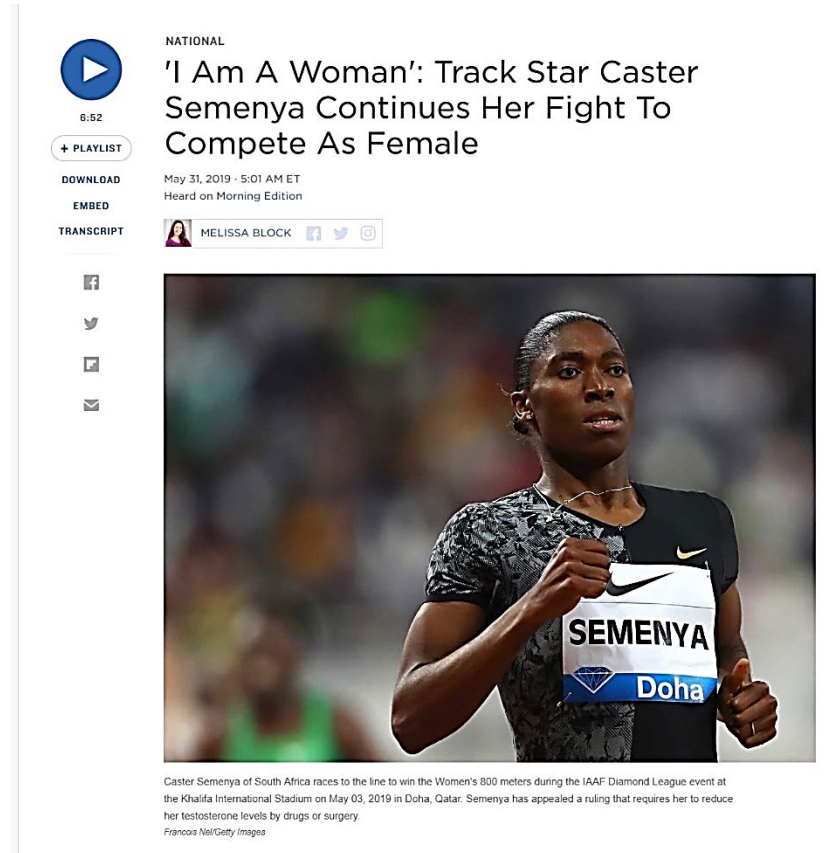 NATIONAL
'I Am A Woman': Track Star Caster
Semenya Continues Her Fight To
Compete As Female
6:52
+ PLAYLIST
DOWNLOAD
EMBED
TRANSCRIPT
May 31, 2019 · 5:01 AM ET
Heard on Morning Edition
MELISSA BLOCK
SEMENYA
Doha
Caster Semenya of South Africa races to the line to win the Women's 800 meters during the IAAF Diamond League event at
the Khalifa International Stadium on May 03, 2019 in Doha, Qatar. Semenya has appealed a ruling that requires her to reduce
her testosterone levels by drugs or surgery.
Francois Nel/Getty Images